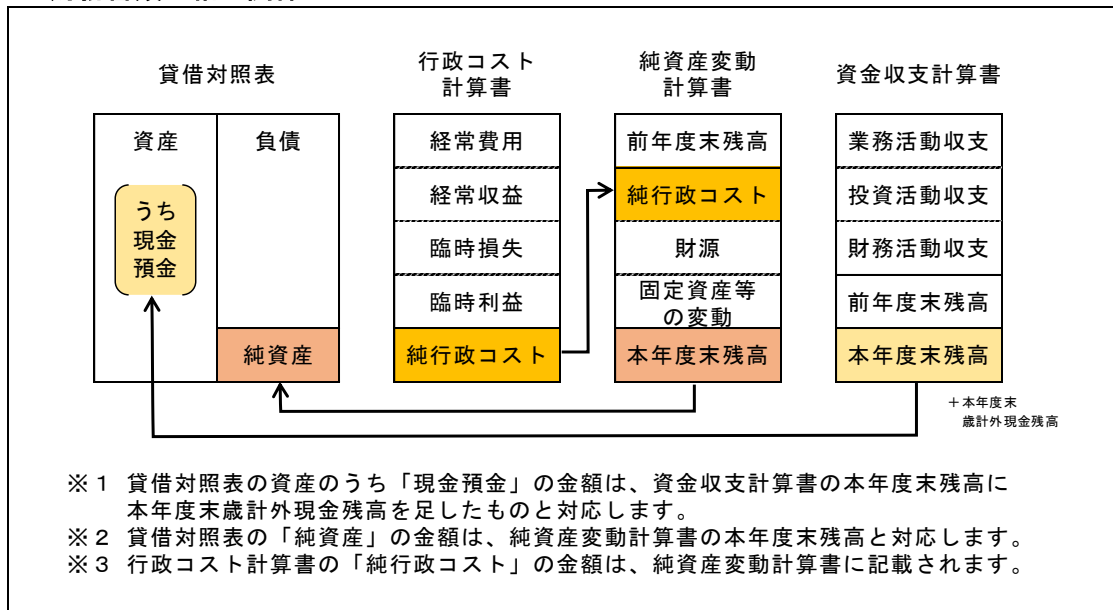 貸借対照表
行政コスト
計算書
純資産変動
計算書
資金収支計算書
資産
うち
現金
預金
負債
純資産
経常費用
経常収益
臨時損失
臨時利益
純行政コスト
前年度末残高
純行政コスト
財源
固定資産等
の変動
本年度末残高
業務活動収支
投資活動収支
財務活動収支
前年度末残高
本年度末残高
＋本年度末
歳計外現金残高
※１ 貸借対照表の資産のうち「現金預金」の金額は、資金収支計算書の本年度末残高に
本年度末歳計外現金残高を足したものと対応します。
※２ 貸借対照表の「純資産」の金額は、純資産変動計算書の本年度末残高と対応します。
※３ 行政コスト計算書の「純行政コスト」の金額は、純資産変動計算書に記載されます。